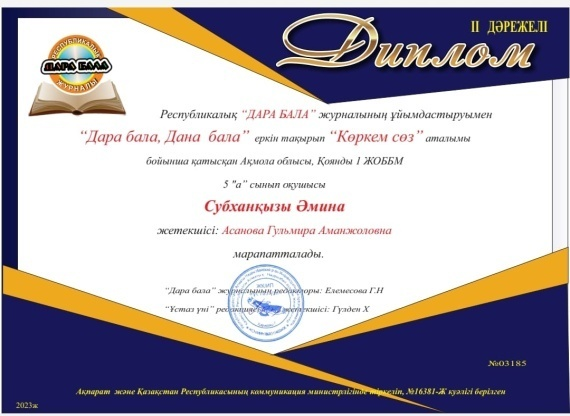 II ДӘРЕЖЕЛІ
Диплом
РЕСПУБЛИКАЛЫҚ
ДАРА БАЛА
ЖУРНАЛЫ
Республикалық “ДАРА БАЛА” журналының ұйымдастыруымен
“Дара бала, Дана бала” еркін тақырып “Көркем сөз” аталымы
бойынша қатысқан Ақмола облысы, Қоянды 1 ЖОББМ
5 "а" сынып оқушысы
Субханқызы Әмина
жетекшісі: Асанова Гульмира Аманжоловна
марапатталады.
“Дара бала” журналының редакторы: Елемесова Г.Н
“Ұстаз үні” жетекшісі: Гүлден Х
№03185
Ақпарат және Қазақстан Республикасының коммуникация министрлігінде тіркеліп, №16381-Ж куәлігі берілген
2023ж